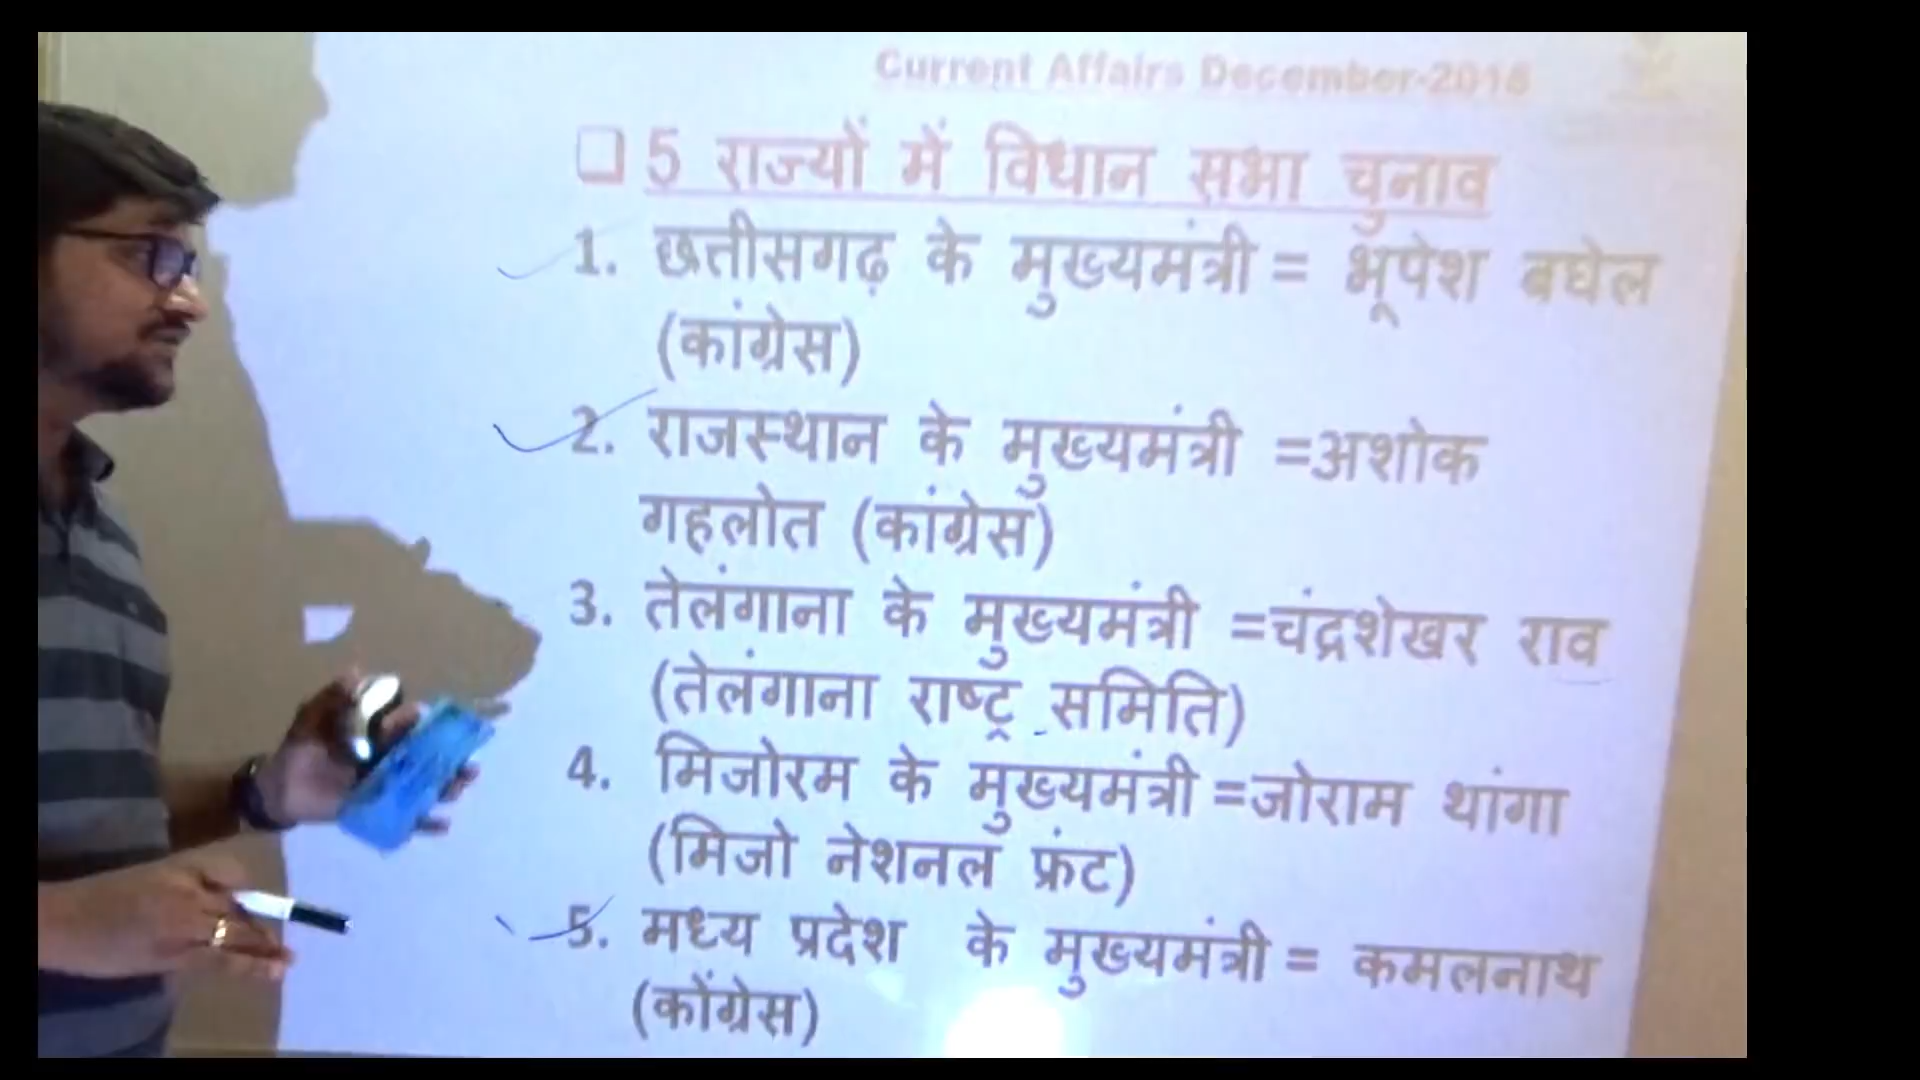 Current Affairs December-2018
5 राज्यों में विधान सभा चुनाव
1. छत्तीसगढ़ के मुख्यमंत्री = भूपेश बघेल
(कांग्रेस)
2. राजस्थान के मुख्यमंत्री =अशोक
गहलोत (कांग्रेस)
3. तेलंगाना के मुख्यमंत्री =चंद्रशेखर राव
(तेलंगाना राष्ट्र समिति)
4. मिजोरम के मुख्यमंत्री =जोराम थांगा
(मिजो नेशनल फ्रंट)
5. मध्य प्रदेश के मुख्यमंत्री = कमलनाथ
(कोंग्रेस)